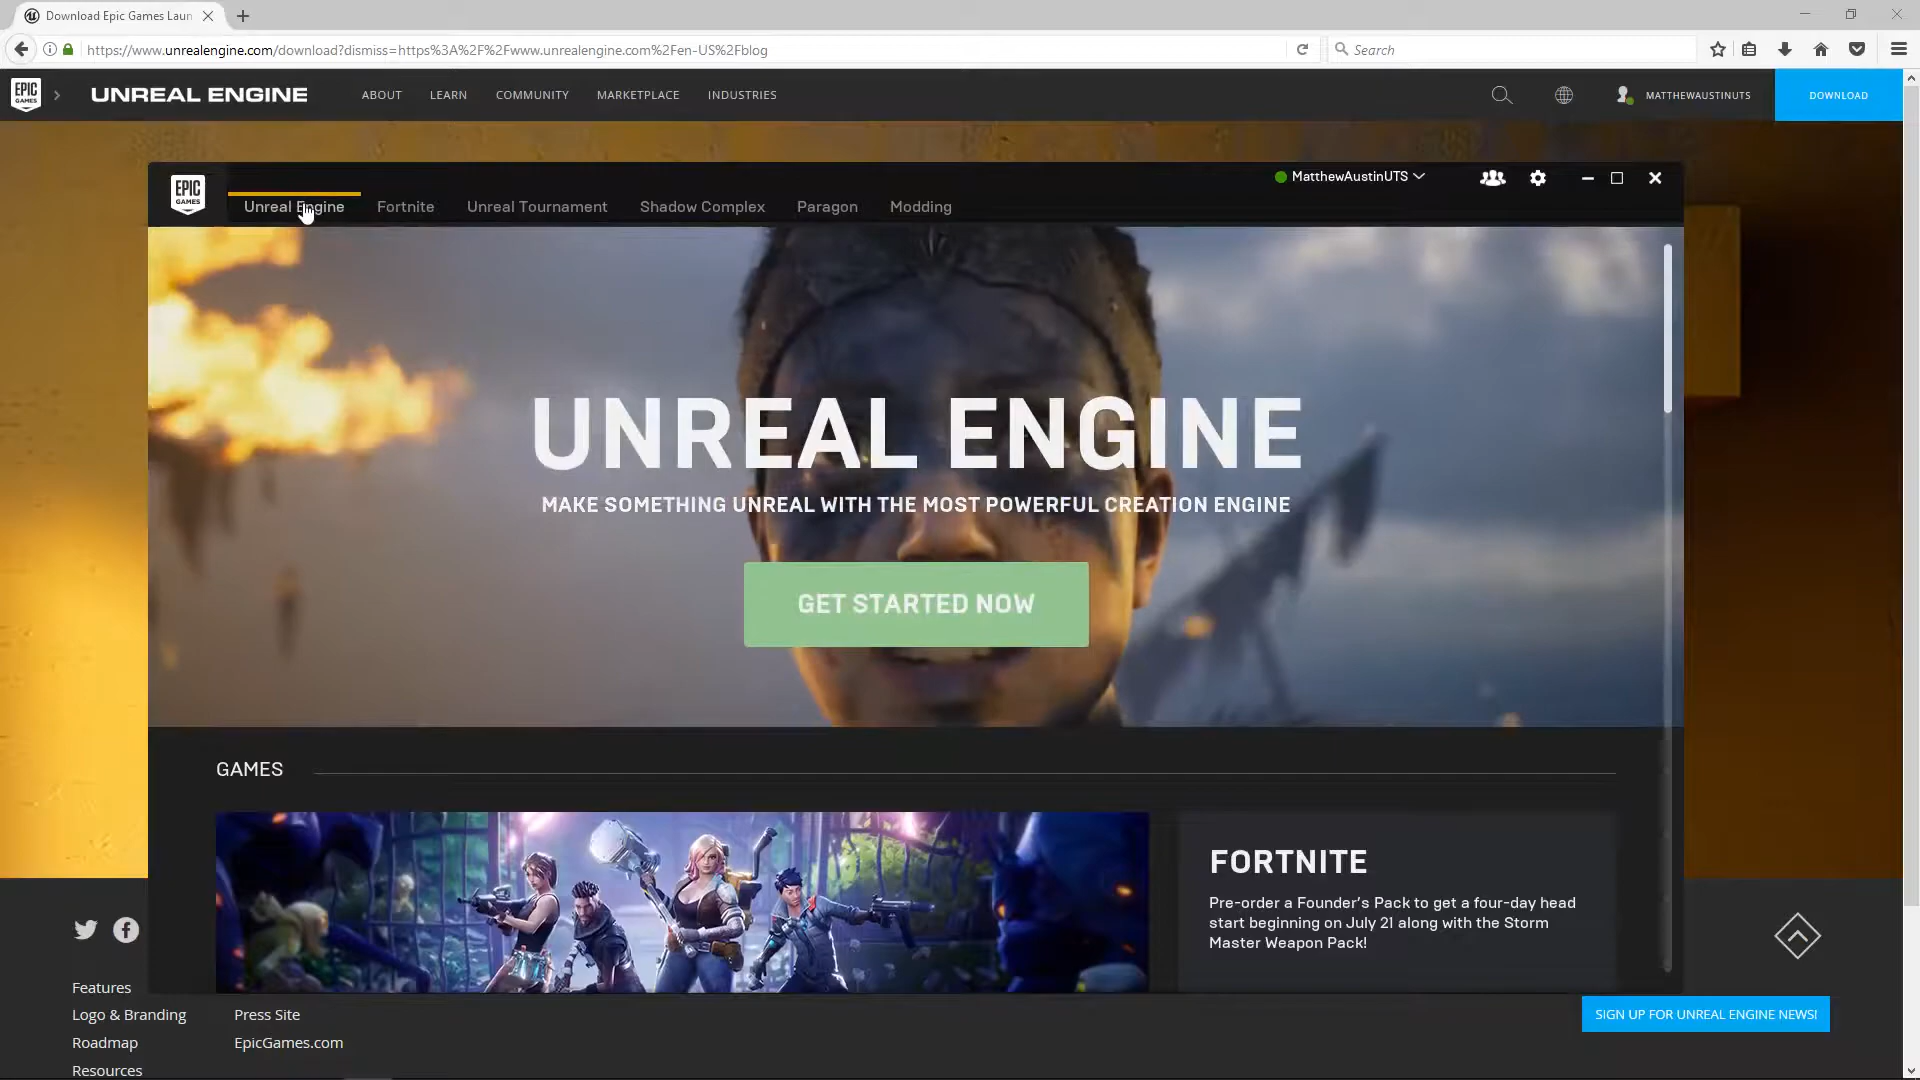 Download Epic Games Laun
https://www.unrealengine.com/download?dismiss=https%3A%2F%2Fwww.unrealengine.com%2Fen-US%2Fblog
Search
EPIC GAMES
UNREAL ENGINE
ABOUT
LEARN
COMMUNITY
MARKETPLACE
INDUSTRIES
MATTHEWAUSTINUTS
DOWNLOAD
EPIC GAMES
MatthewAustinUTS
Unreal Engine
Fortnite
Unreal Tournament
Shadow Complex
Paragon
Modding
UNREAL ENGINE
MAKE SOMETHING UNREAL WITH THE MOST POWERFUL CREATION ENGINE
GET STARTED NOW
GAMES
FORTNITE
Pre-order a Founder's Pack to get a four-day head
start beginning on July 21 along with the Storm
Master Weapon Pack!
Features
Logo & Branding
Press Site
Roadmap
EpicGames.com
Resources
SIGN UP FOR UNREAL ENGINE NEWS!